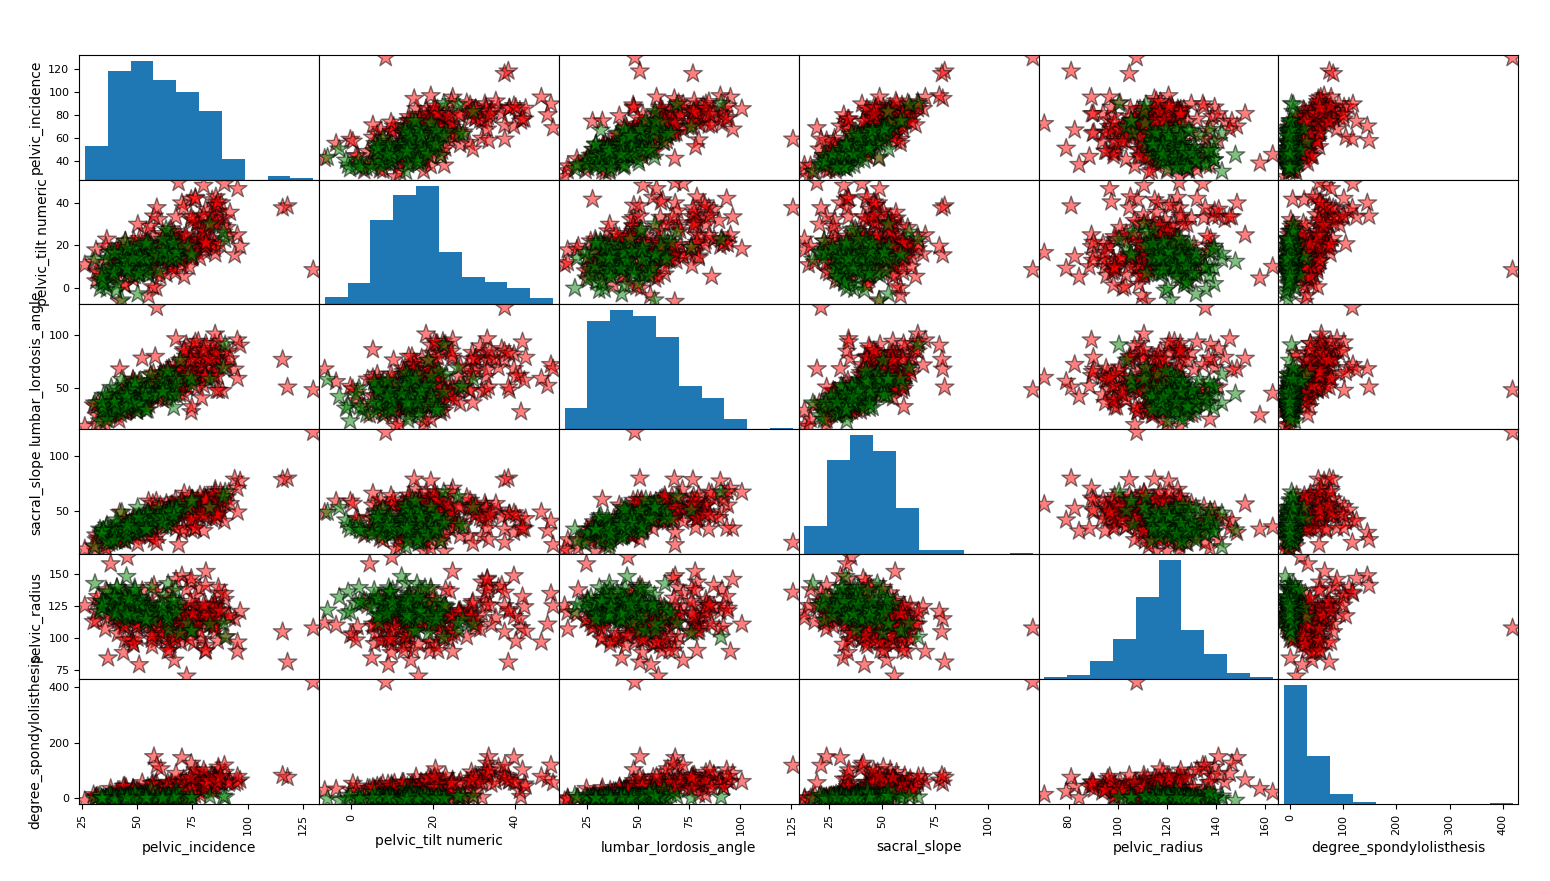 pelvic_incidence
120
100
80
60
40
pelvic_tilt numeric
40
20
0
lumbar_lordosis_angle
100
50
sacral_slope
100
50
pelvic_radius
150
125
100
75
degree_spondylolisthesis
400
200
0
25 50 75 100 125
0 20 40
25 50 75 100 125
25 50 75 100
80 100 120 140 160
0 100 200 300 400
pelvic_incidence
pelvic_tilt numeric
lumbar_lordosis_angle
sacral_slope
pelvic_radius
degree_spondylolisthesis